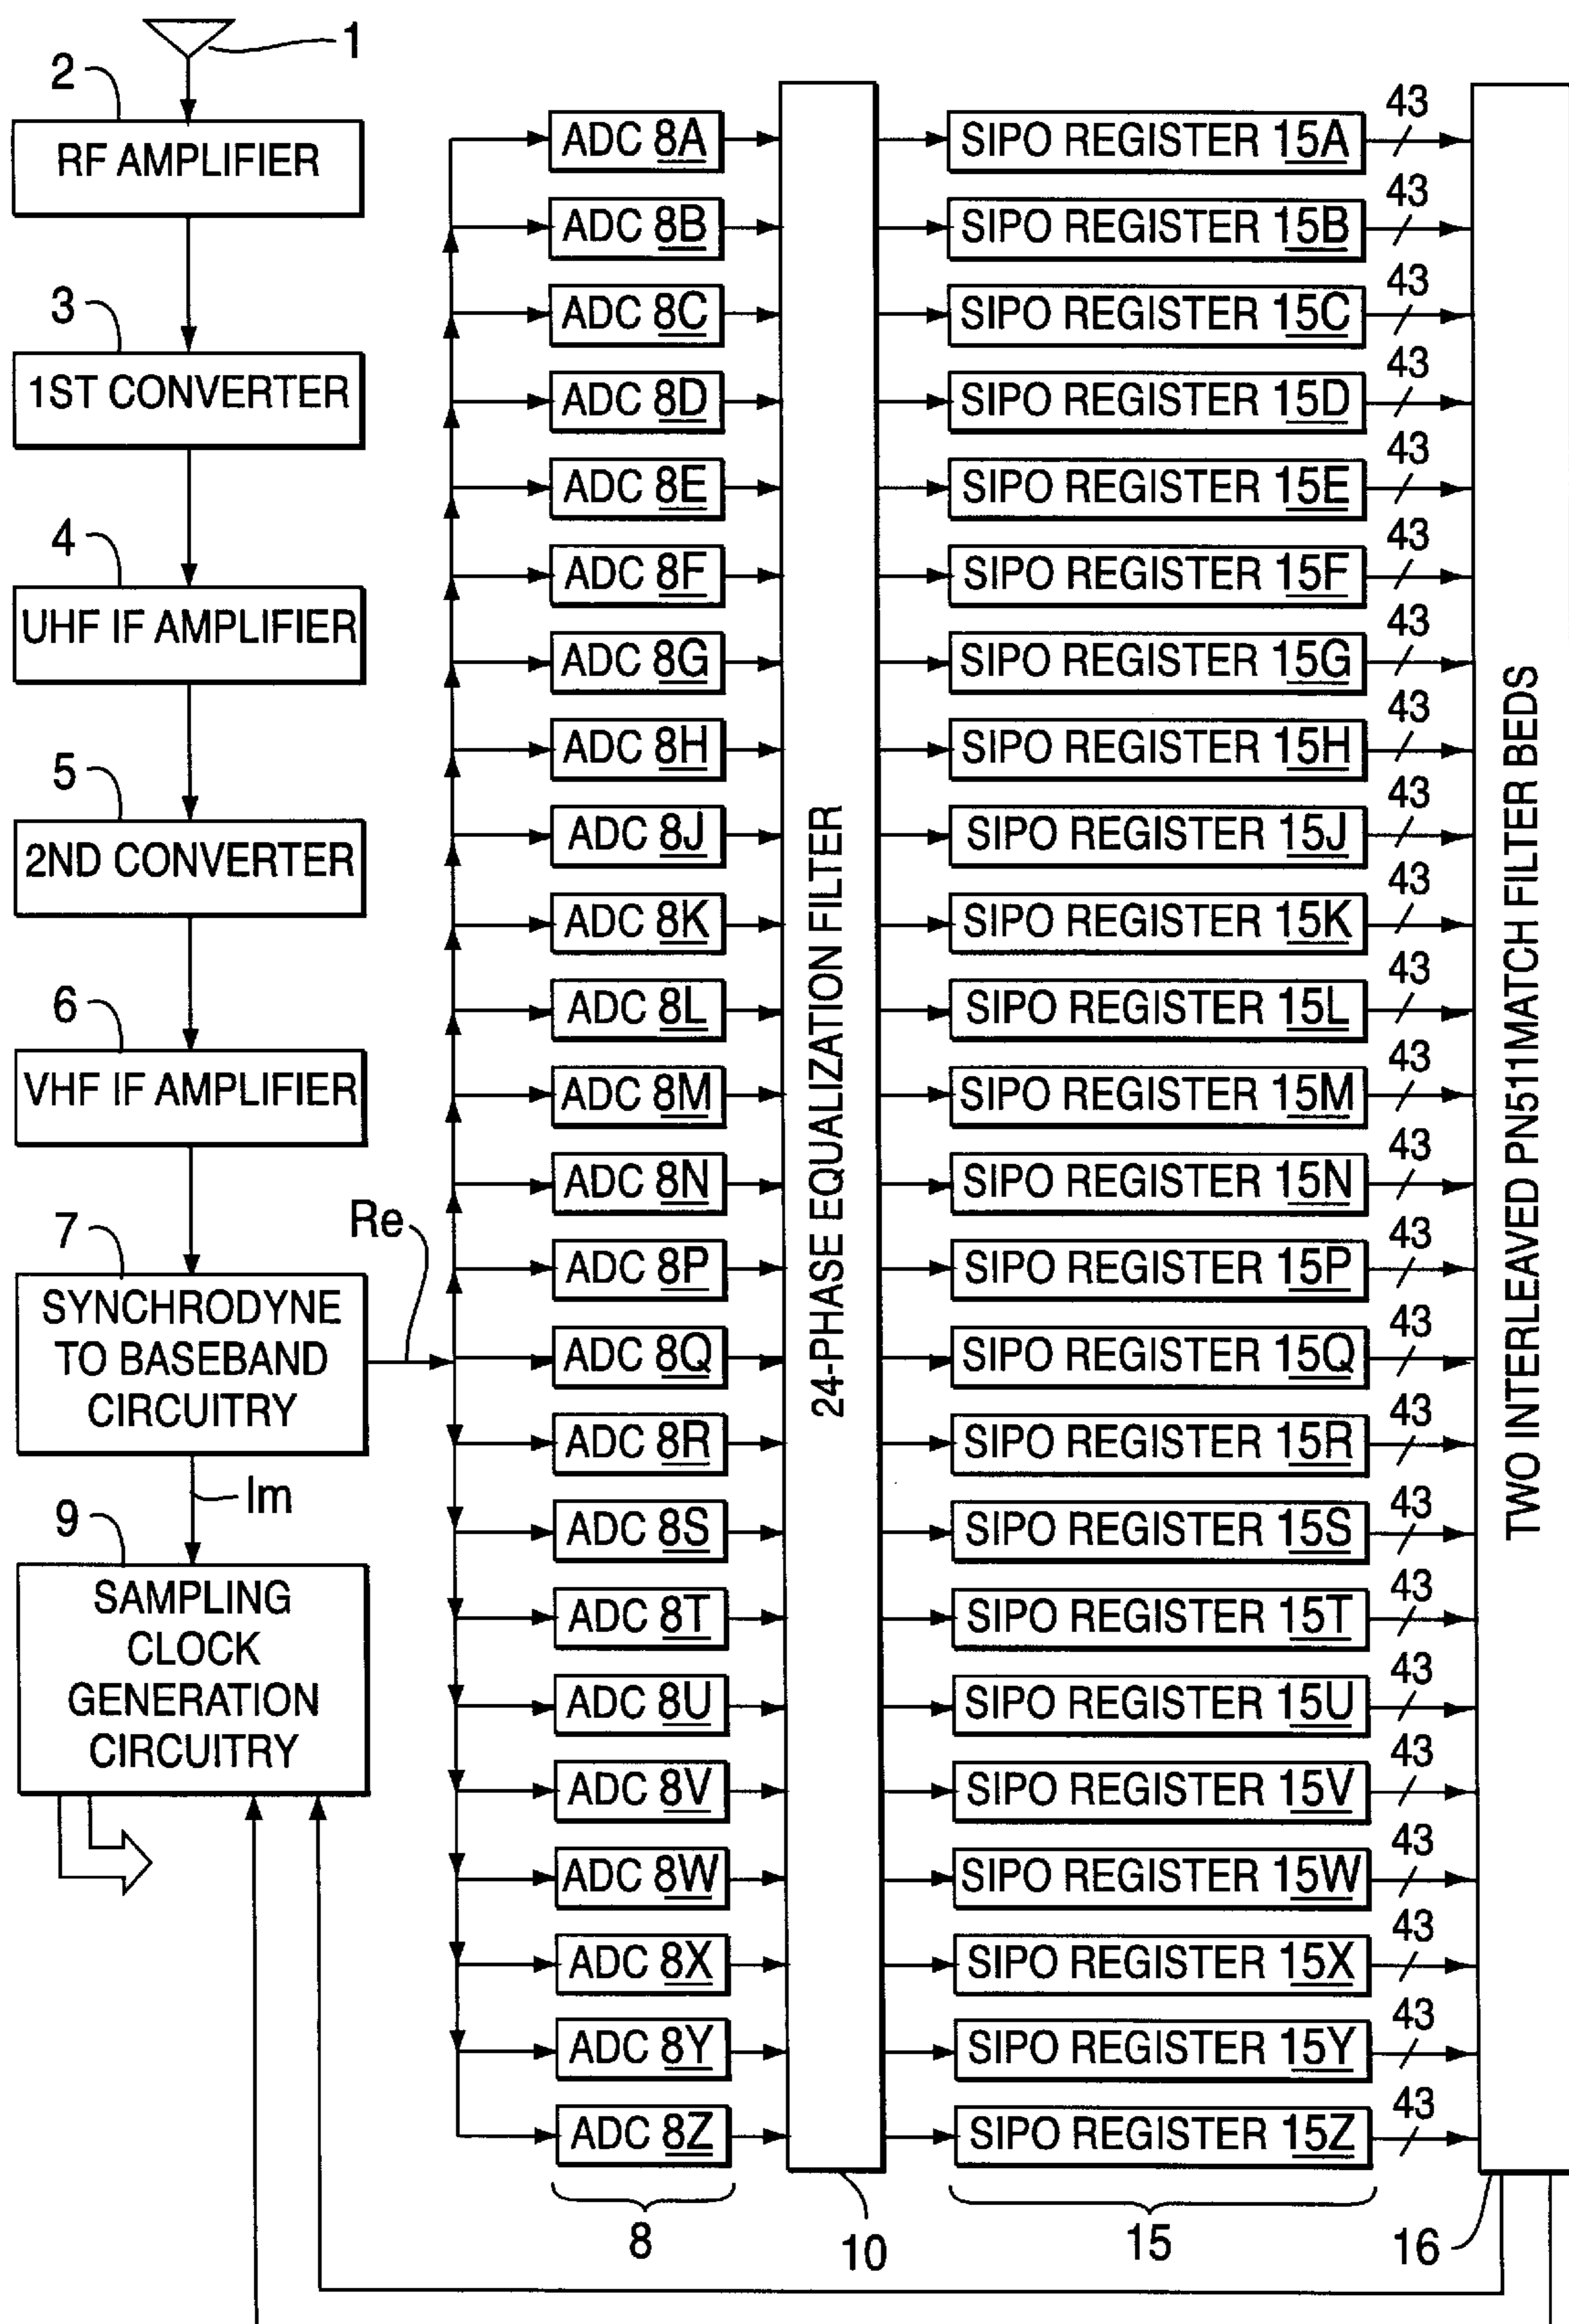 1
2
RF AMPLIFIER
3
1ST CONVERTER
4
UHF IF AMPLIFIER
5
2ND CONVERTER
6
VHF IF AMPLIFIER
7
SYNCHRODYNE
TO BASEBAND
CIRCUITRY
Re
Im
9
SAMPLING
CLOCK
GENERATION
CIRCUITRY
ADC 8A
ADC 8B
ADC 8C
ADC 8D
ADC 8E
ADC 8F
ADC 8G
ADC 8H
ADC 8J
ADC 8K
ADC 8L
ADC 8M
ADC 8N
ADC 8P
ADC 8Q
ADC 8R
ADC 8S
ADC 8T
ADC 8U
ADC 8V
ADC 8W
ADC 8X
ADC 8Y
ADC 8Z
8
24-PHASE EQUALIZATION FILTER
10
SIPO REGISTER 15A
43
SIPO REGISTER 15B
43
SIPO REGISTER 15C
43
SIPO REGISTER 15D
43
SIPO REGISTER 15E
43
SIPO REGISTER 15F
43
SIPO REGISTER 15G
43
SIPO REGISTER 15H
43
SIPO REGISTER 15J
43
SIPO REGISTER 15K
43
SIPO REGISTER 15L
43
SIPO REGISTER 15M
43
SIPO REGISTER 15N
43
SIPO REGISTER 15P
43
SIPO REGISTER 15Q
43
SIPO REGISTER 15R
43
SIPO REGISTER 15S
43
SIPO REGISTER 15T
43
SIPO REGISTER 15U
43
SIPO REGISTER 15V
43
SIPO REGISTER 15W
43
SIPO REGISTER 15X
43
SIPO REGISTER 15Y
43
SIPO REGISTER 15Z
43
15
TWO INTERLEAVED PN511MATCH FILTER BEDS
16